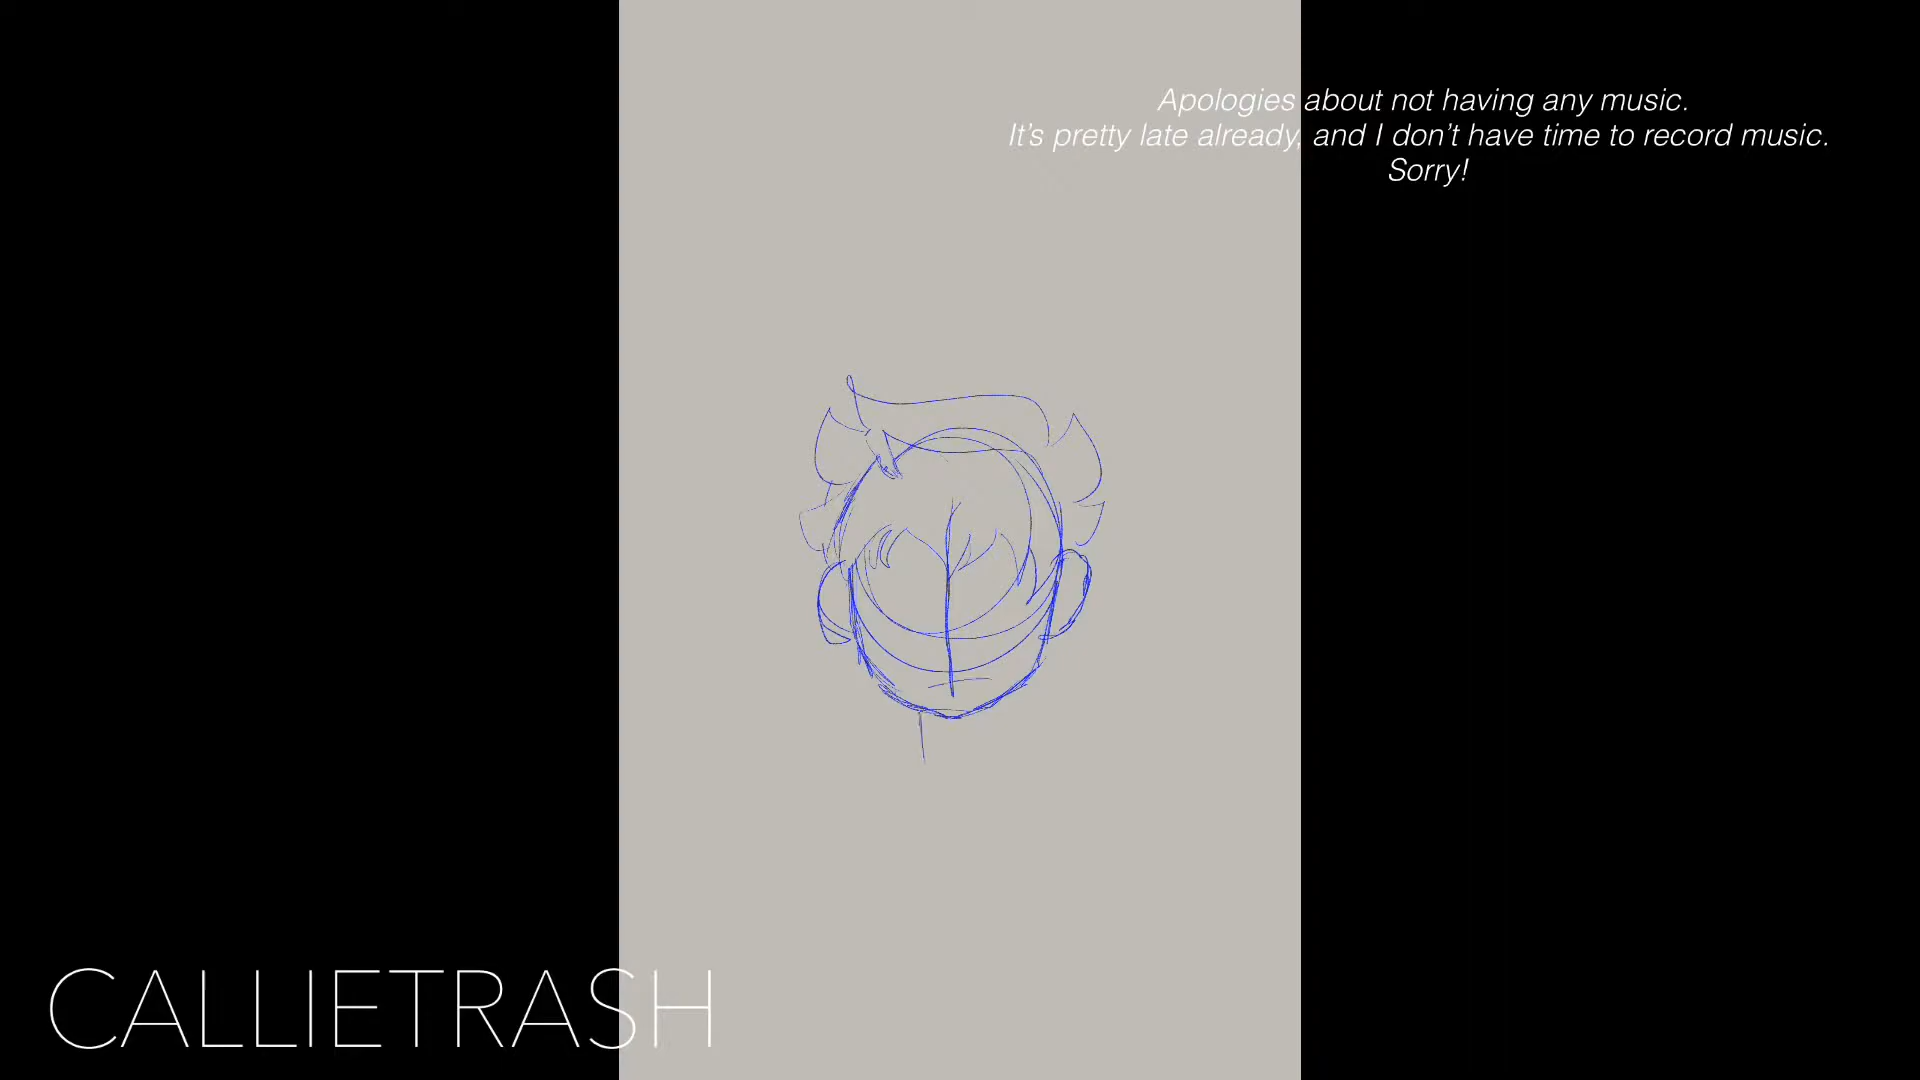 Apologies about not having any music.
It's pretty late already, and I don't have time to record music.
Sorry!
CALLIETRASH